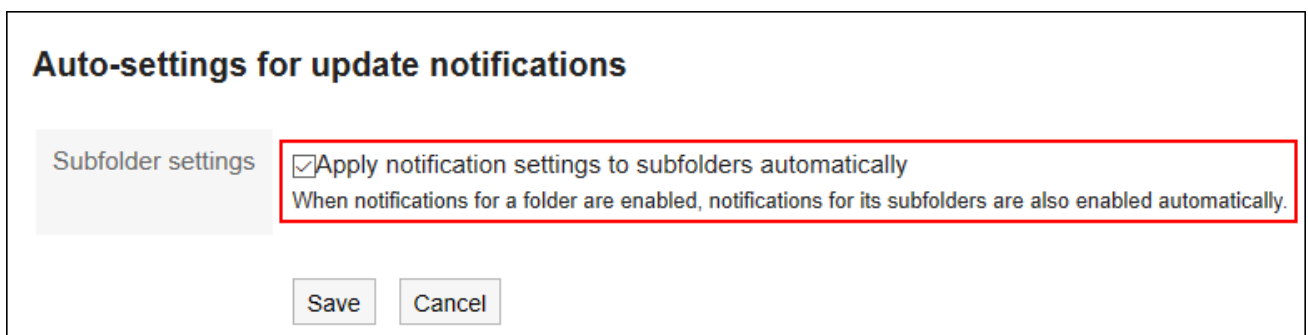 Auto-settings for update notifications
Subfolder settings
Apply notification settings to subfolders automatically
When notifications for a folder are enabled, notifications for its subfolders are also enabled automatically.
Save
Cancel